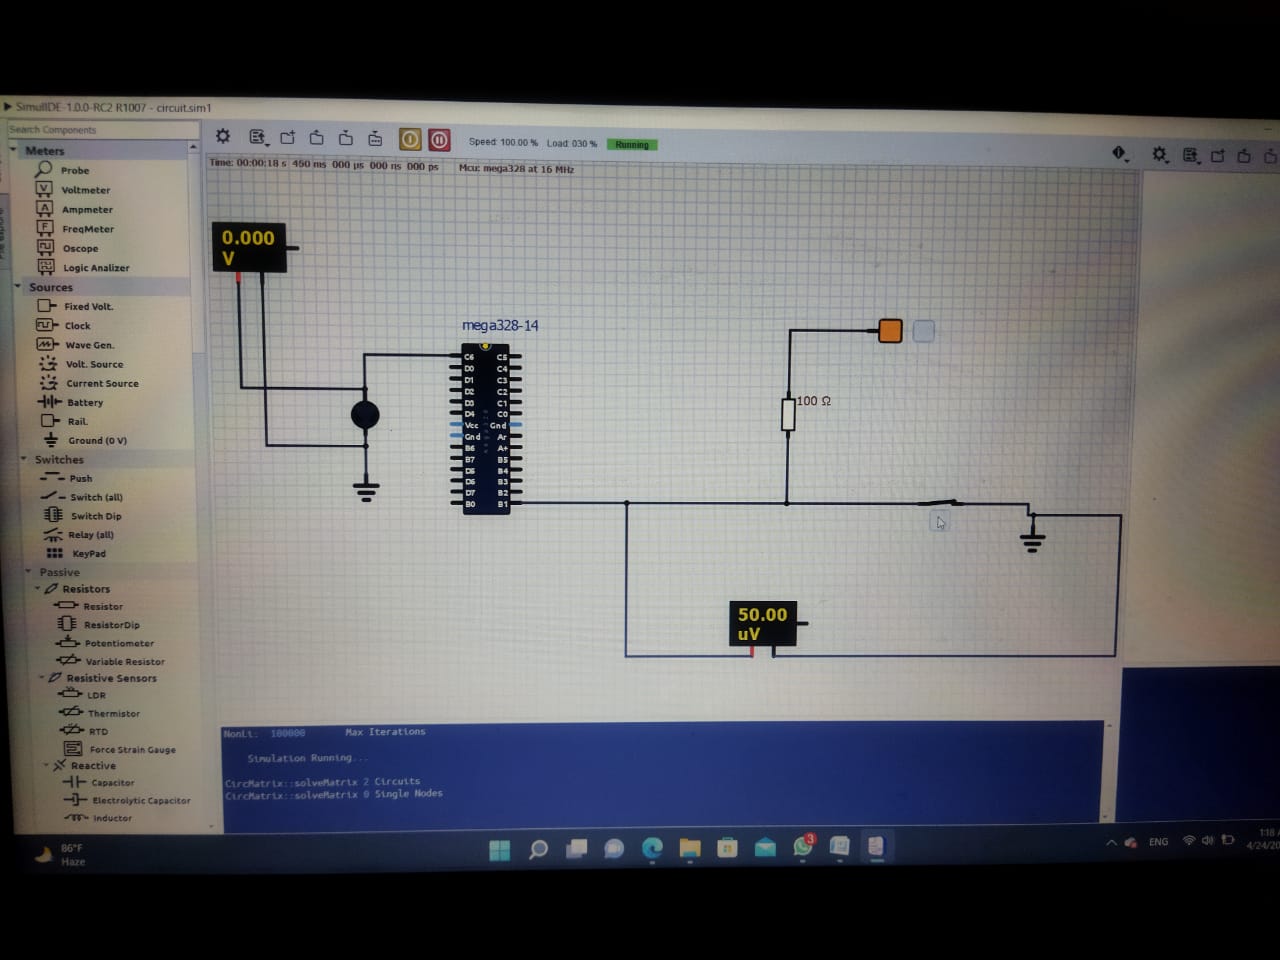 SimulIDE-1.0.0-RC2 R1007 - circuit.sim1
Search Components
Meters
Probe
Voltmeter
Ampmeter
FreqMeter
Oscope
Logic Analizer
Sources
Fixed Volt.
Clock
Wave Gen.
Volt. Source
Current Source
Battery
Rail.
Ground (0 V)
Switches
Push
Switch (all)
Switch Dip
Relay (all)
KeyPad
Passive
Resistors
Resistor
ResistorDip
Potentiometer
Variable Resistor
Resistive Sensors
LDR
Thermistor
RTD
Force Strain Gauge
Reactive
Capacitor
Electrolytic Capacitor
Inductor
Speed: 100.00 % Load: 030 % Running
Time: 00:00:18 s 450 ms 000 µs 000 ns 000 ps Mcu: mega328 at 16 MHz
0.000
V
mega328-14
C6 C5
D0 C4
D1 C3
D2 C2
D3 C1
D4 C0
Vcc Gnd
Gnd Ar
B6 A+
B7 B5
D5 B4
D6 B3
D7 B2
B0 B1
100 Ω
50.00
uV
NonLi: 100000 Max Iterations
Simulation Running...
CircMatrix::solveMatrix 2 Circuits
CircMatrix::solveMatrix 0 Single Nodes
86°F
Haze
3
ENG
1:18
4/24/20